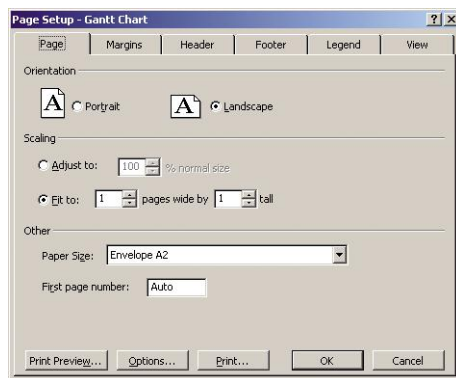 Page Setup - Gantt Chart
Page Margins Header Footer Legend View
Orientation
A Portrait A Landscape
Scaling
Adjust to: 100 % normal size
Fit to: 1 pages wide by 1 tall
Other
Paper Size: Envelope A2
First page number: Auto
Print Preview... Options... Print... OK Cancel